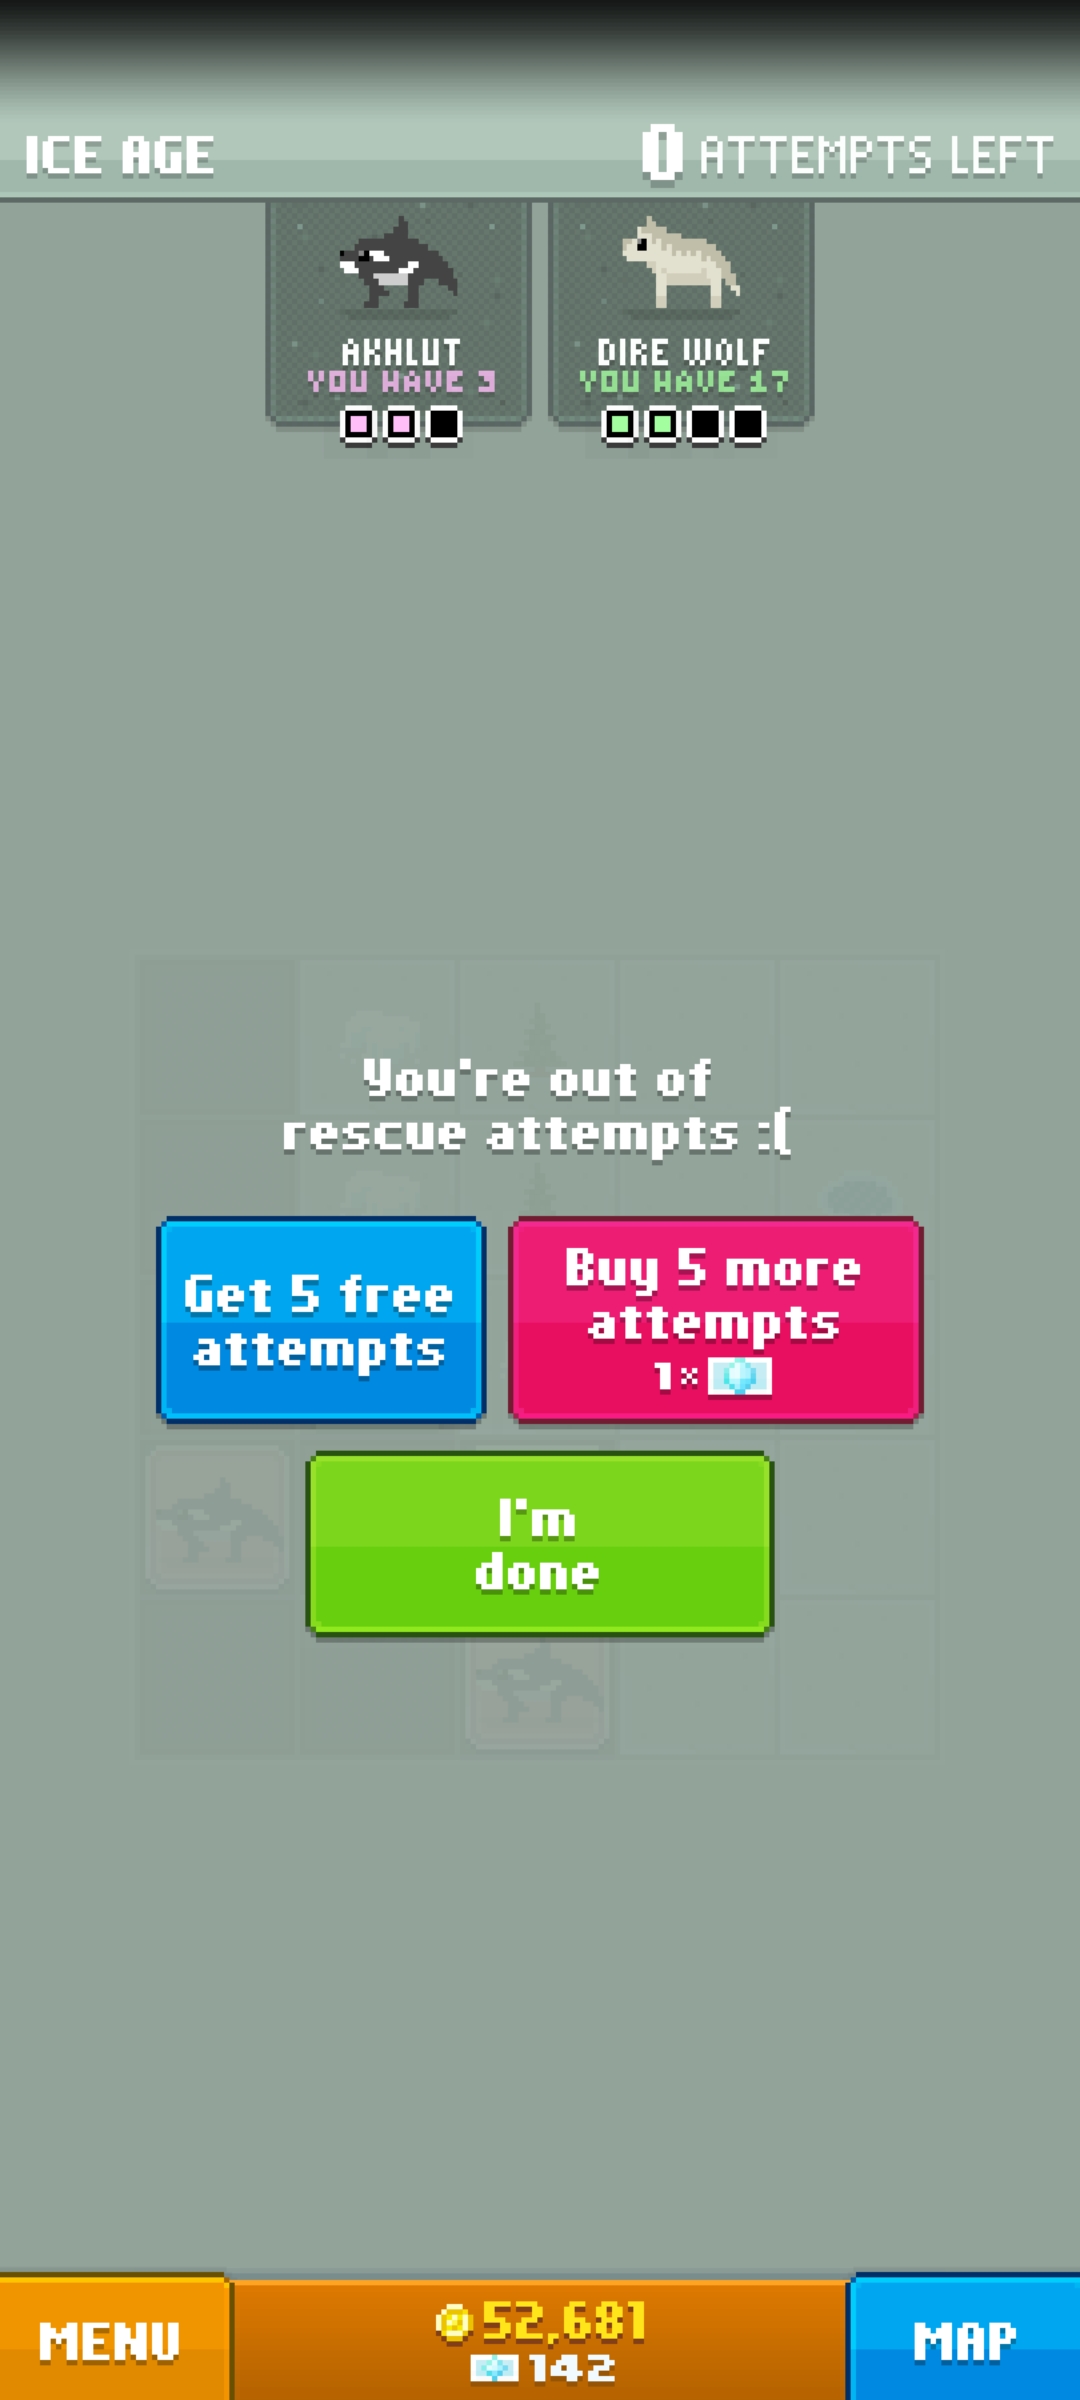 ICE AGE
0 ATTEMPTS LEFT
AKHLUT
YOU HAVE 3
DIRE WOLF
YOU HAVE 17
You're out of
rescue attempts :(
Get 5 free
attempts
Buy 5 more
attempts
1×
I'm
done
MENU
52,681
142
MAP